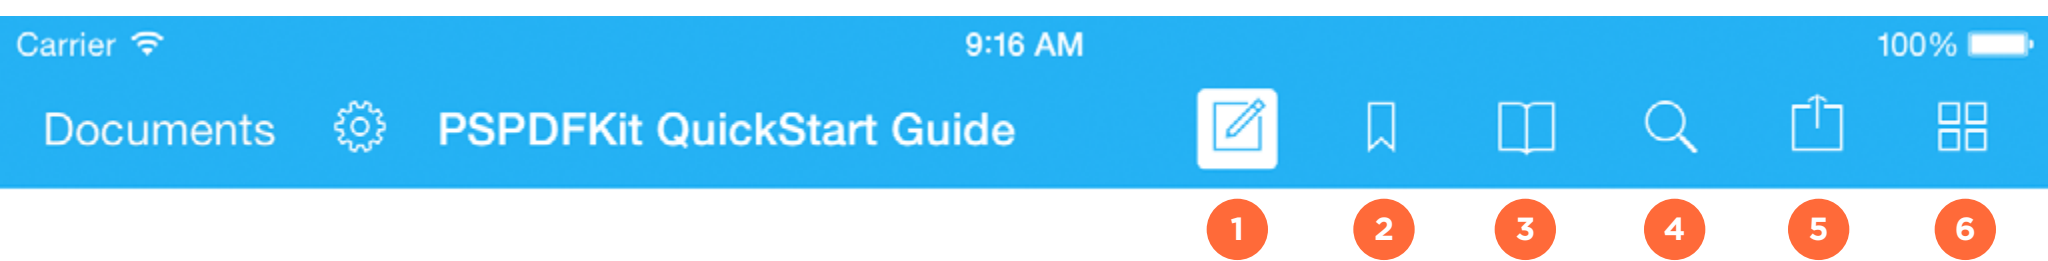 Carrier 9:16 AM 100%
Documents PSPDFKit QuickStart Guide
1 2 3 4 5 6